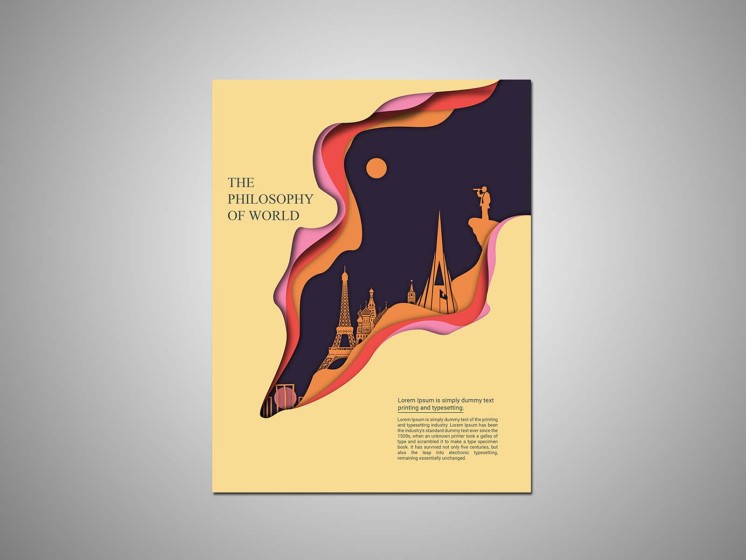 THE
PHILOSOPHY
OF WORLD
Lorem Ipsum is simply dummy text
printing and typesetting.
Lorem Ipsum is simply dummy text of the printing
and typesetting industry. Lorem Ipsum has been
the industry's standard dummy text ever since the
1500s, when an unknown printer took a galley of
type and scrambled it to make a type specimen
book. It has survived not only five centuries, but
also the leap into electronic typesetting,
remaining essentially unchanged.